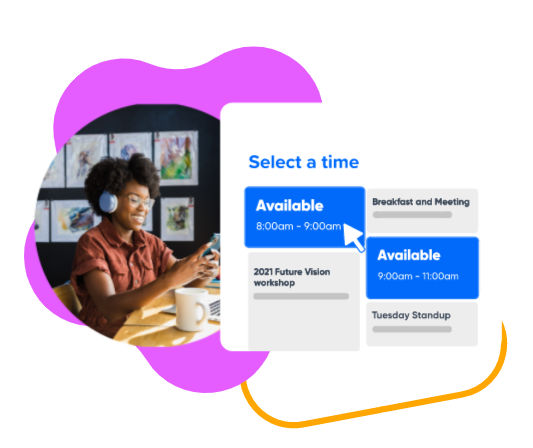 Select a time
Available
8:00am - 9:00am
Breakfast and Meeting
Available
9:00am - 11:00am
2021 Future Vision
workshop
Tuesday Standup